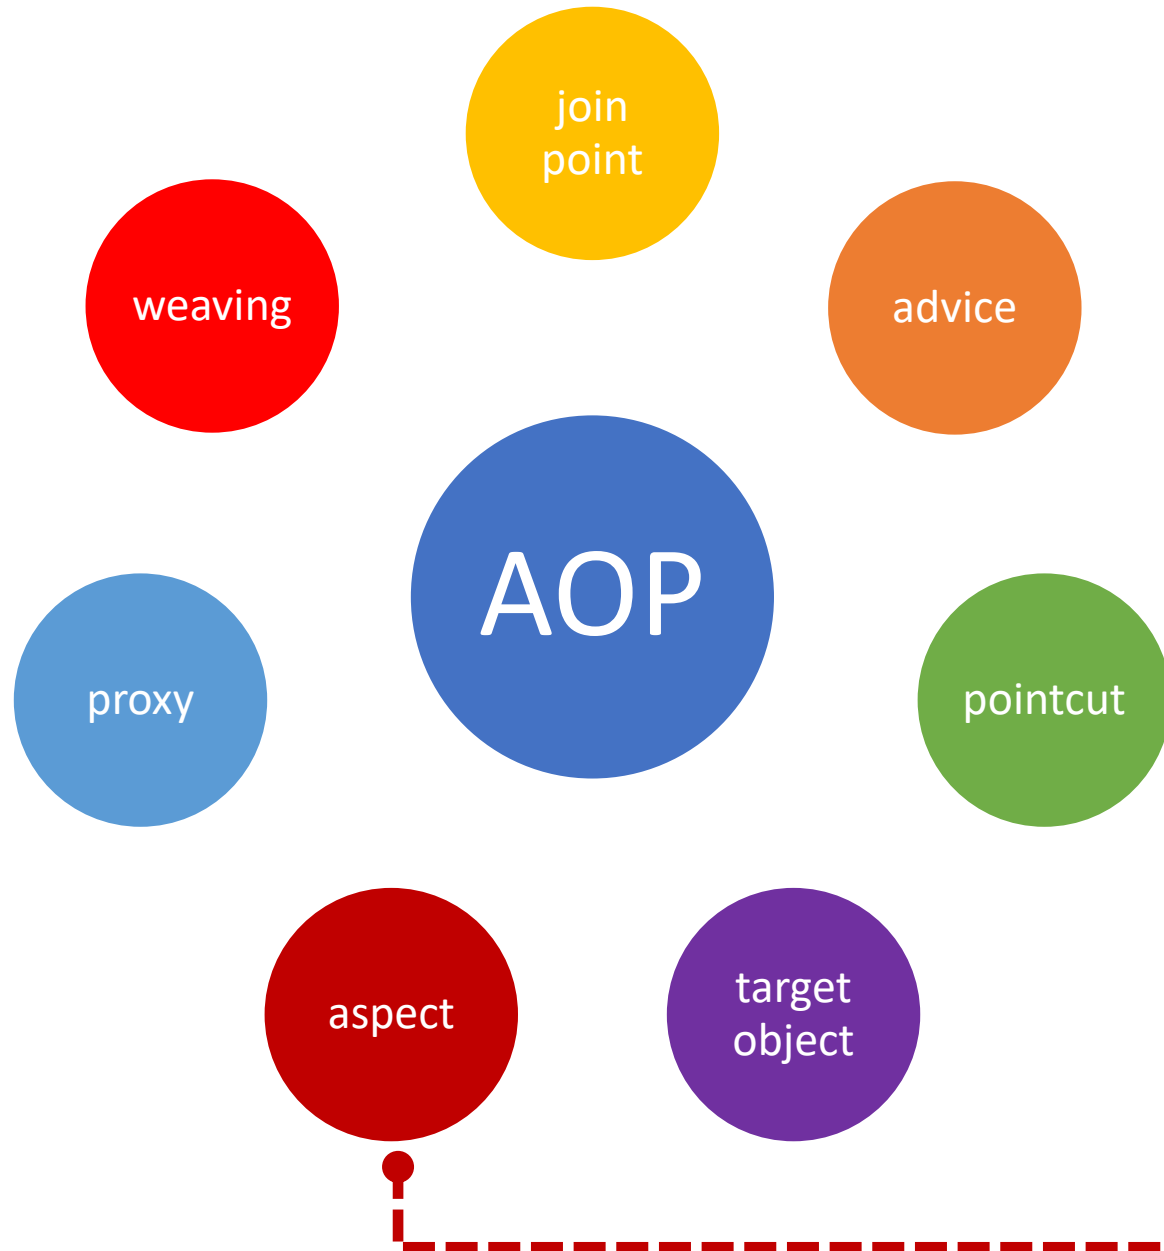 join
point
weaving
advice
AOP
proxy
pointcut
aspect
target
object